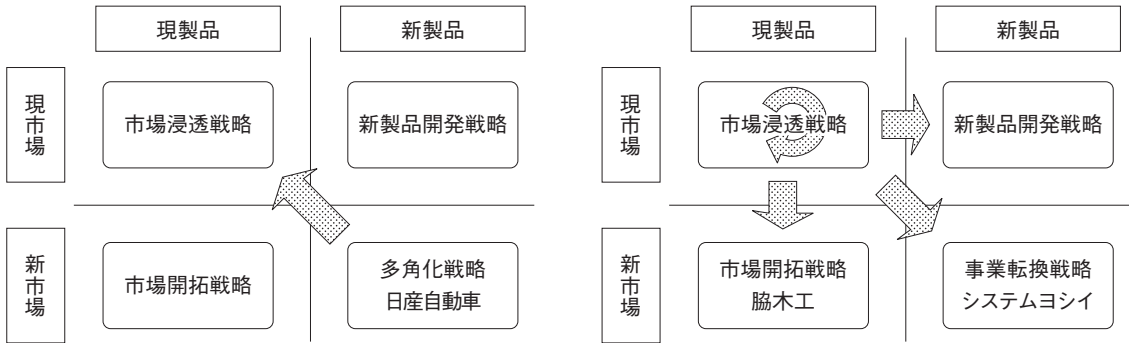 現製品
新製品
現市場
市場浸透戦略
新製品開発戦略
新市場
市場開拓戦略
多角化戦略
日産自動車
現製品
新製品
現市場
市場浸透戦略
新製品開発戦略
新市場
市場開拓戦略
脇木工
事業転換戦略
システムヨシイ